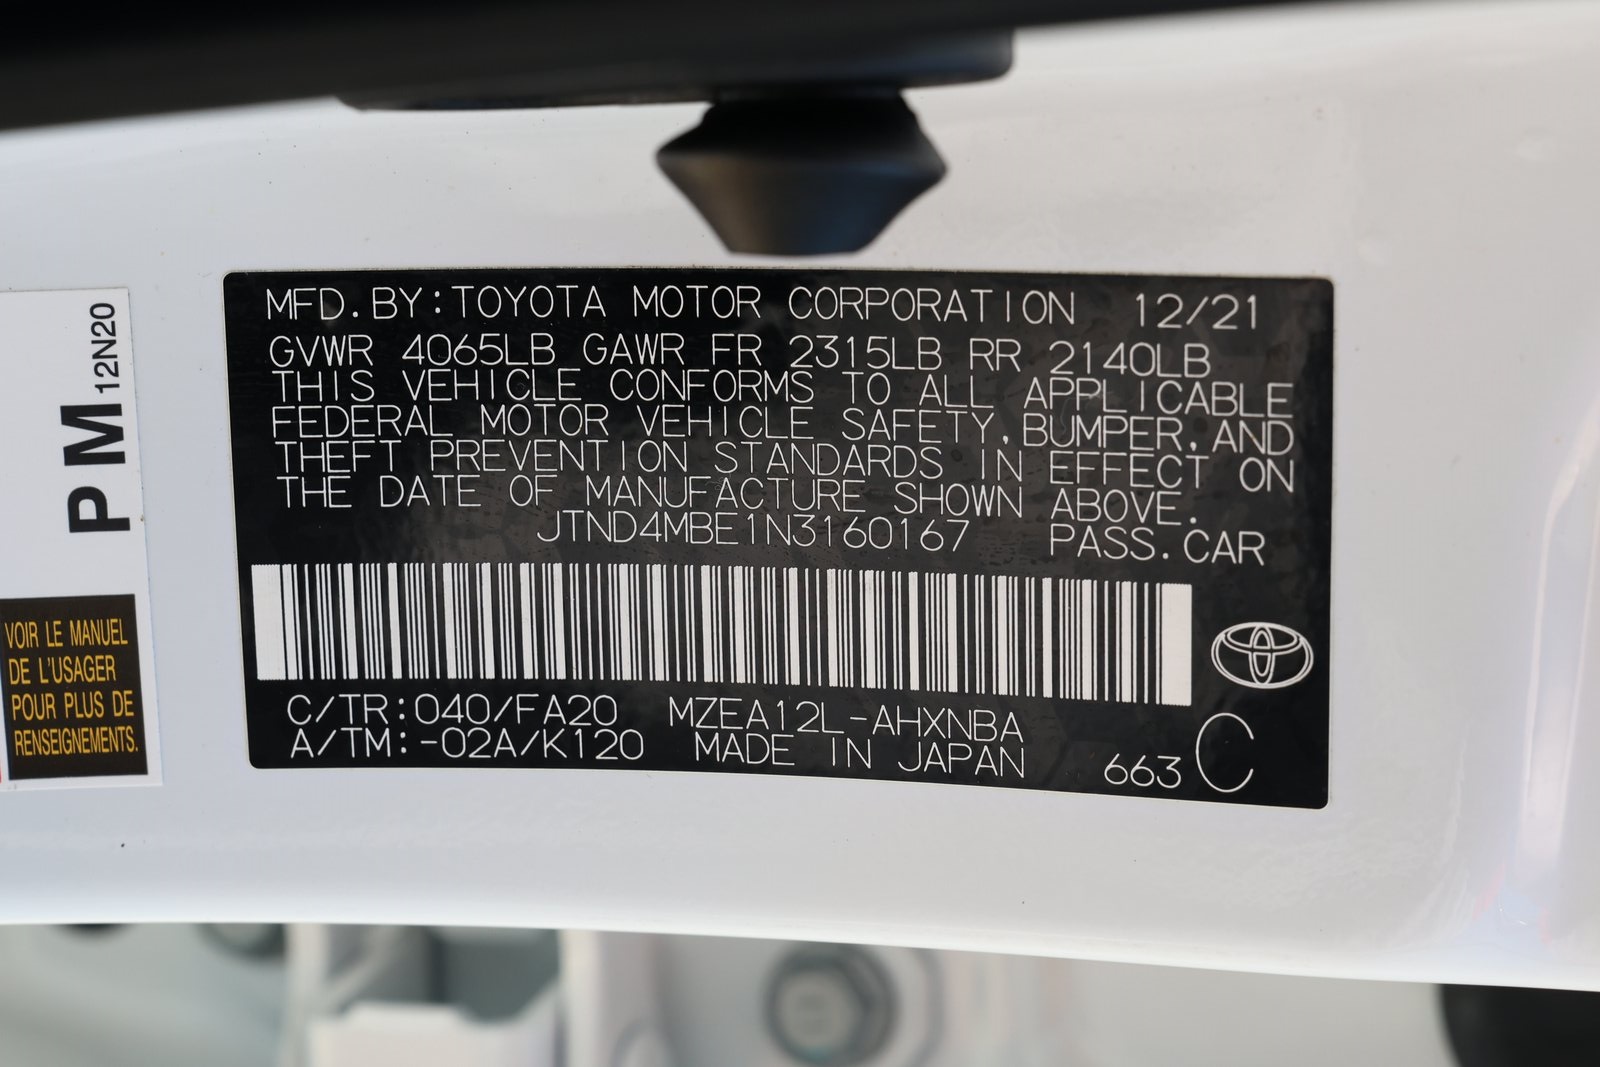 MFD. BY: TOYOTA MOTOR CORPORATION 12/21
GVWR 4065LB GAWR FR 2315LB RR 2140LB
THIS VEHICLE CONFORMS TO ALL APPLICABLE
FEDERAL MOTOR VEHICLE SAFETY, BUMPER, AND
THEFT PREVENTION STANDARDS IN EFFECT ON
THE DATE OF MANUFACTURE SHOWN ABOVE.
JTND4MBE1N3160167 PASS. CAR
C/TR: 040/FA20 MZEA12L-AHXNBA
A/TM: -02A/K120 MADE IN JAPAN 663 C
PM 12N20
VOIR LE MANUEL
DE L'USAGER
POUR PLUS DE
RENSEIGNEMENTS.